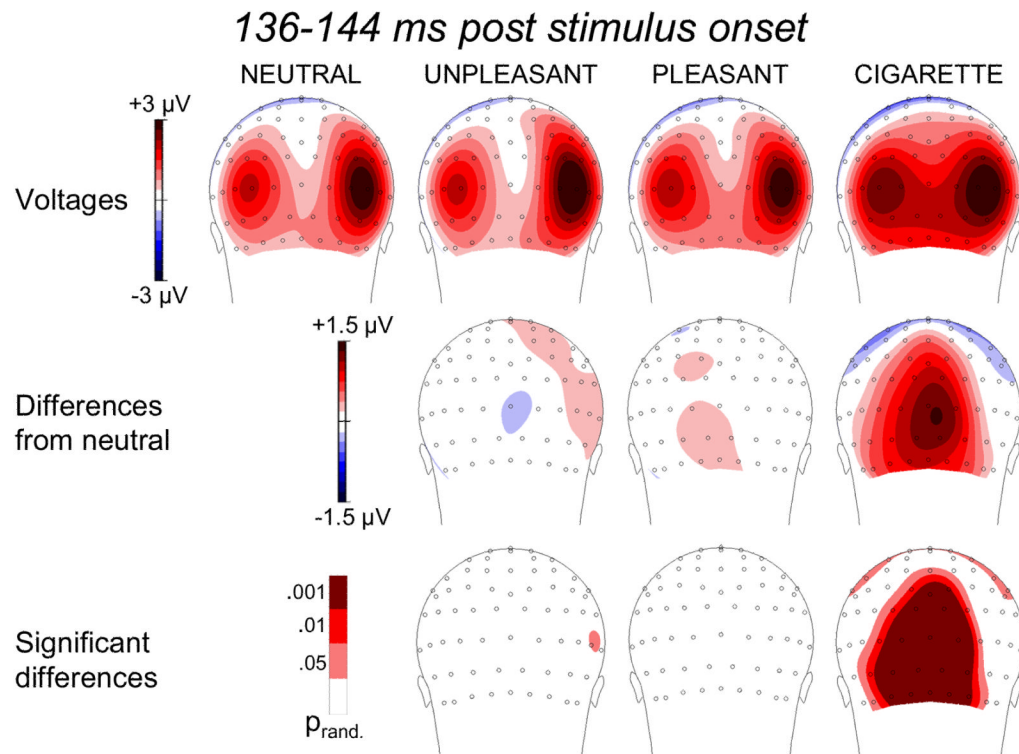 136-144 ms post stimulus onset
NEUTRAL UNPLEASANT PLEASANT CIGARETTE
+3 µV
Voltages
-3 µV
+1.5 µV
Differences
from neutral
-1.5 µV
.001
.01
.05
Significant
differences
prand.